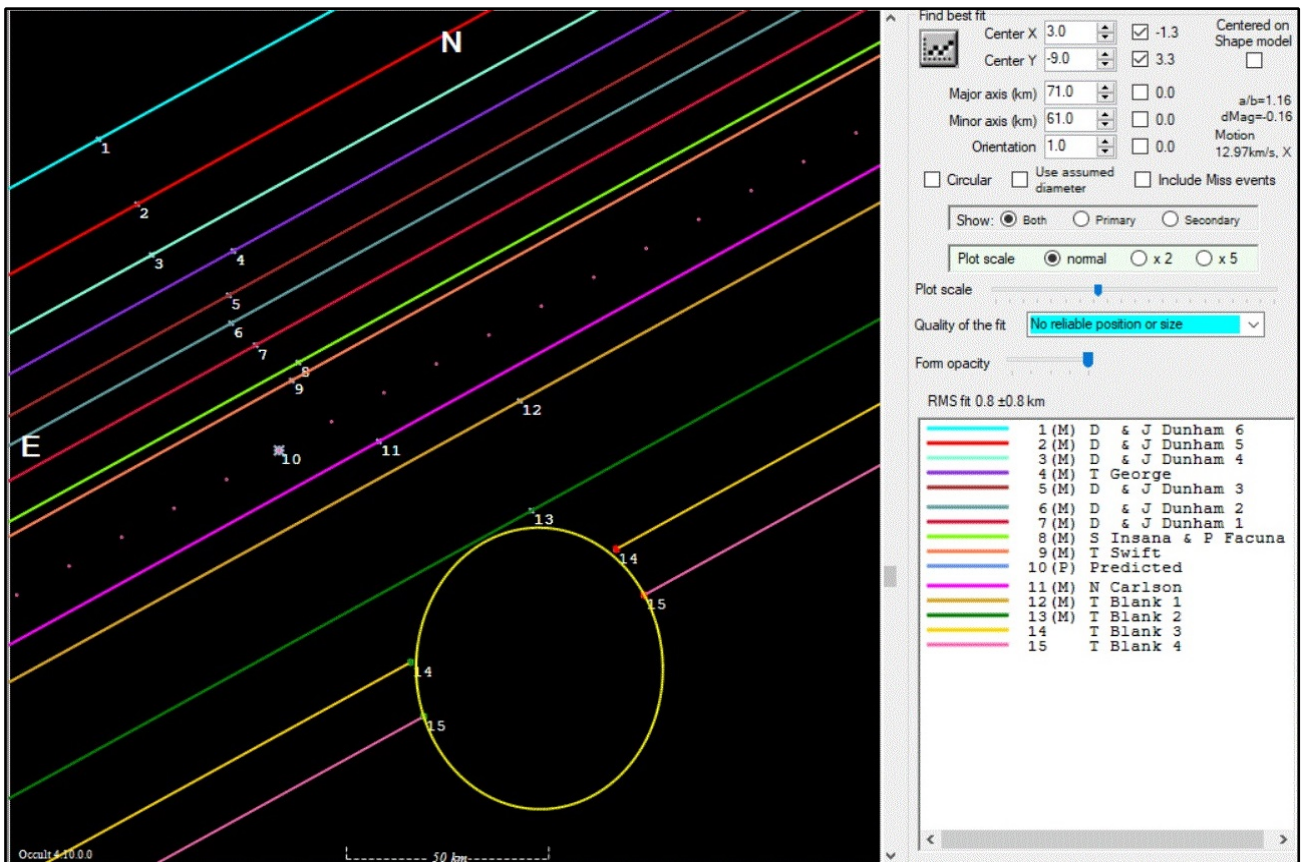 N
E
1
2
3
4
5
6
7
8
9
10
11
12
13
14
15
14
15
Occult 4.10.0.0
50 km
Find best fit
Center X 3.0 -1.3
Center Y -9.0 3.3
Centered on
Shape model
Major axis (km) 71.0 0.0
Minor axis (km) 61.0 0.0
Orientation 1.0 0.0
a/b=1.16
dMag=-0.16
Motion
12.97km/s, X
Circular
Use assumed
diameter
Include Miss events
Show: Both Primary Secondary
Plot scale normal x 2 x 5
Plot scale
Quality of the fit No reliable position or size
Form opacity
RMS fit 0.8 ±0.8 km
1(M) D & J Dunham 6
2(M) D & J Dunham 5
3(M) D & J Dunham 4
4(M) T George
5(M) D & J Dunham 3
6(M) D & J Dunham 2
7(M) D & J Dunham 1
8(M) S Insana & P Facuna
9(M) T Swift
10(P) Predicted
11(M) N Carlson
12(M) T Blank 1
13(M) T Blank 2
14 T Blank 3
15 T Blank 4